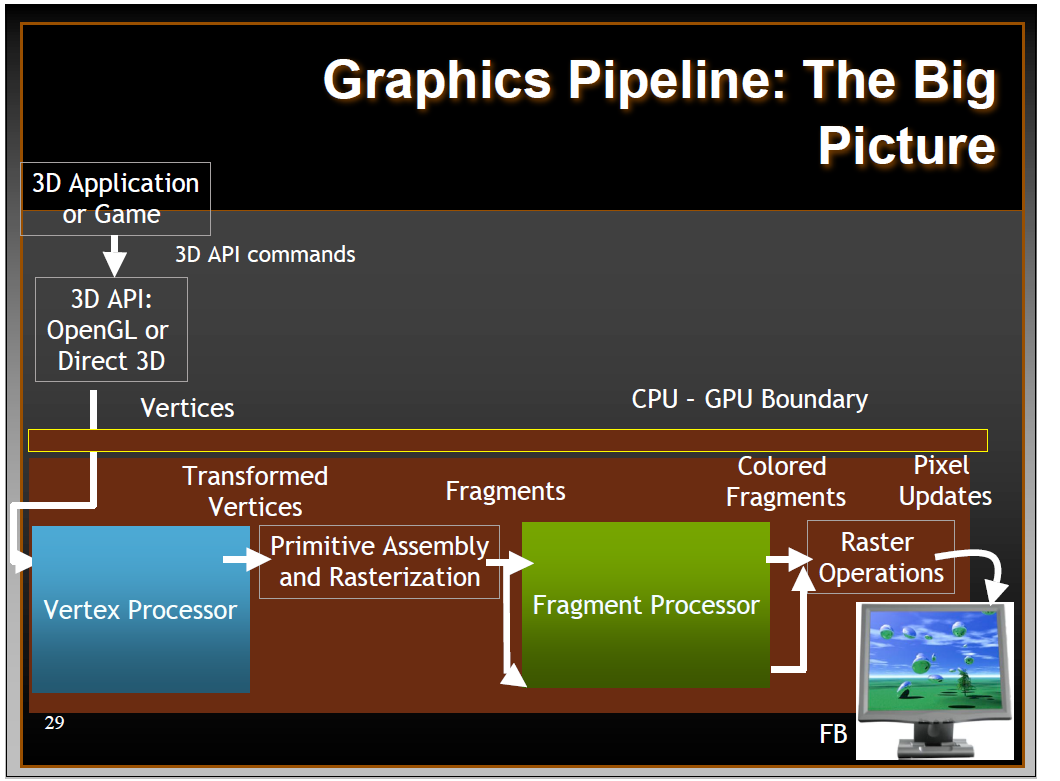 Graphics Pipeline: The Big
Picture
3D Application
or Game
3D API commands
3D API:
OpenGL or
Direct 3D
Vertices
CPU – GPU Boundary
Transformed
Vertices
Fragments
Colored
Fragments
Pixel
Updates
Vertex Processor
Primitive Assembly
and Rasterization
Fragment Processor
Raster
Operations
29
FB